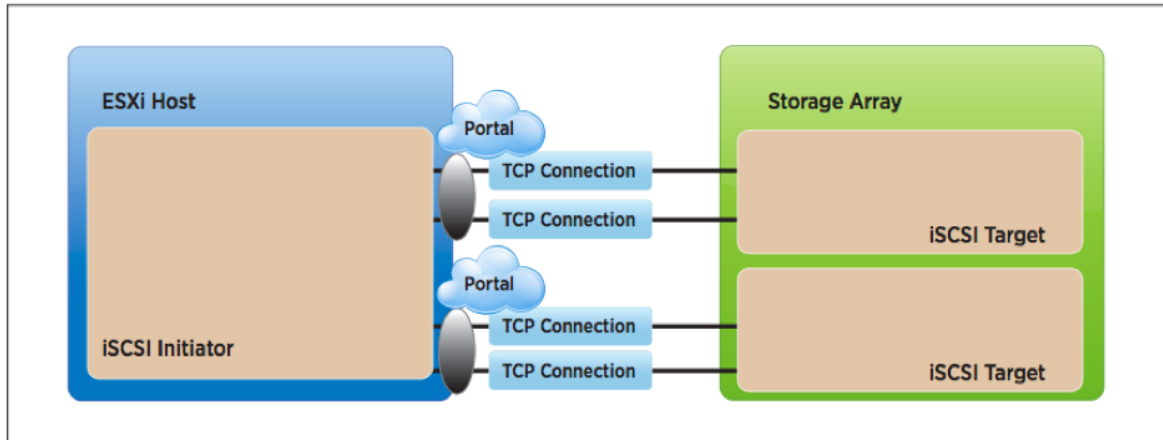 ESXi Host
Portal
TCP Connection
TCP Connection
Portal
TCP Connection
TCP Connection
iSCSI Initiator
Storage Array
iSCSI Target
iSCSI Target